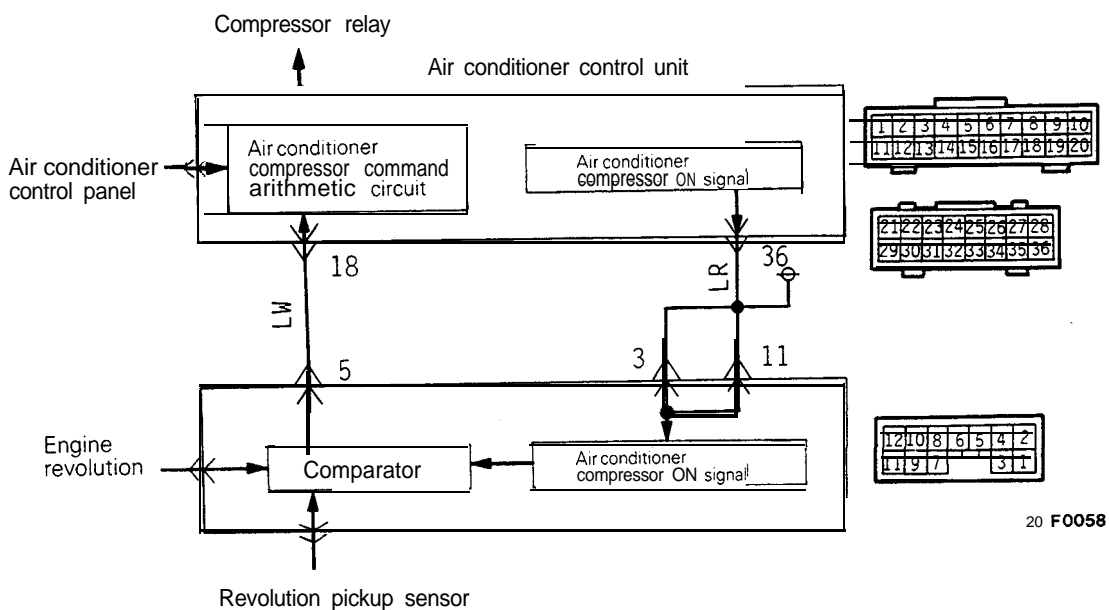 Compressor relay
Air conditioner control unit
Air conditioner
control panel
Air conditioner
compressor command
arithmetic circuit
Air conditioner
compressor ON signal
1 2 3 4 5 6 7 8 9 10
11 12 13 14 15 16 17 18 19 20
21 22 23 24 25 26 27 28
29 30 31 32 33 34 35 36
18
36
LW
LR
5
3
11
Engine
revolution
Comparator
Air conditioner
compressor ON signal
12 10 8 6 5 4 2
11 9 7 3 1
20 F0058
Revolution pickup sensor